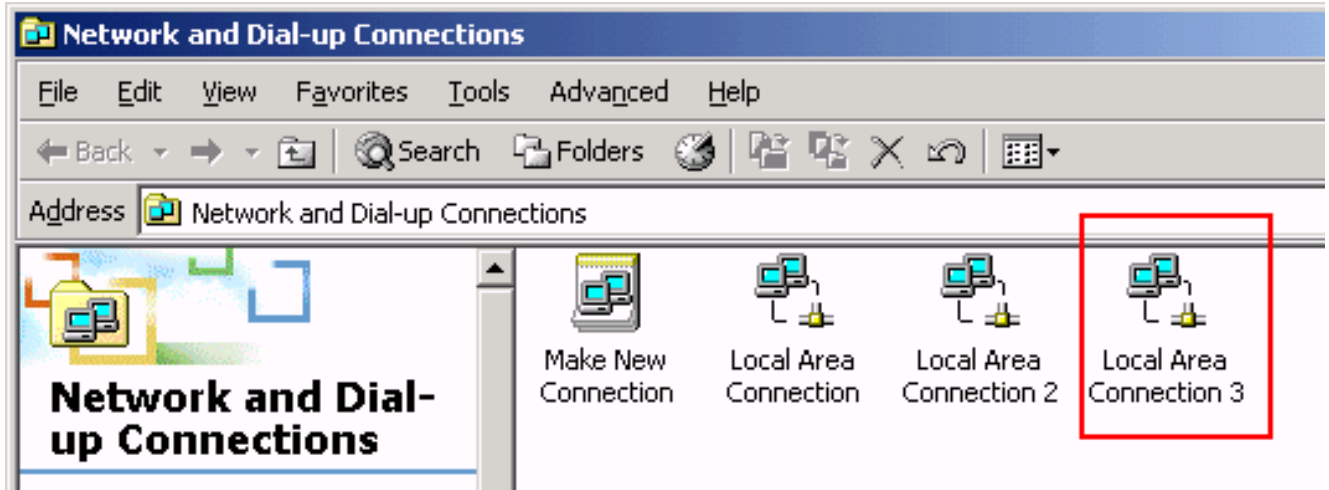 Network and Dial-up Connections
File Edit View Favorites Tools Advanced Help
Back Search Folders
Address Network and Dial-up Connections
Network and Dial-
up Connections
Make New
Connection
Local Area
Connection
Local Area
Connection 2
Local Area
Connection 3